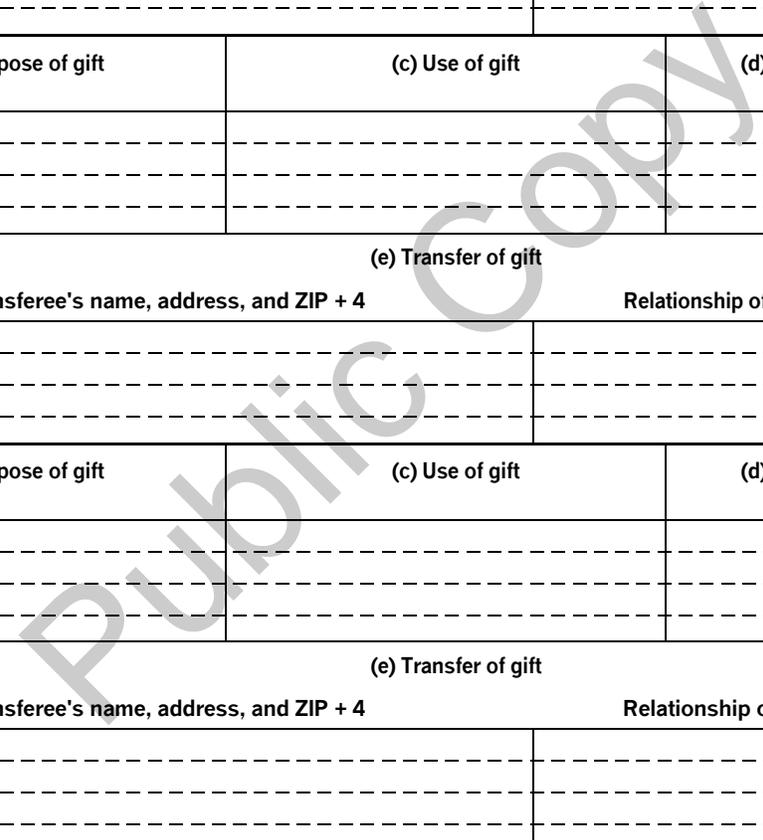 pose of gift (c) Use of gift (d)
(e) Transfer of gift
nsferee's name, address, and ZIP + 4 Relationship of
pose of gift (c) Use of gift (d)
(e) Transfer of gift
nsferee's name, address, and ZIP + 4 Relationship o
Public Copy